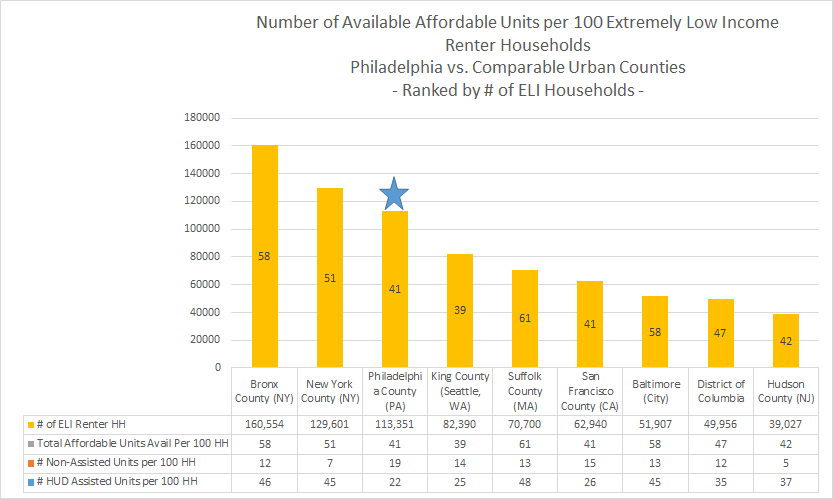 Number of Available Affordable Units per 100 Extremely Low Income
Renter Households
Philadelphia vs. Comparable Urban Counties
- Ranked by # of ELI Households -
180000
160000
140000
120000
100000
80000
60000
40000
20000
0
58 51 41 39 61 41 58 47 42
Bronx New York Philadelphi King County Suffolk San Baltimore District of Hudson
County (NY) County (NY) a County (Seattle, County Francisco (City) Columbia County (NJ)
(PA) WA) (MA) County (CA)
# of ELI Renter HH 160,554 129,601 113,351 82,390 70,700 62,940 51,907 49,956 39,027
Total Affordable Units Avail Per 100 HH 58 51 41 39 61 41 58 47 42
# Non-Assisted Units per 100 HH 12 7 19 14 13 15 13 12 5
# HUD Assisted Units per 100 HH 46 45 22 25 48 26 45 35 37